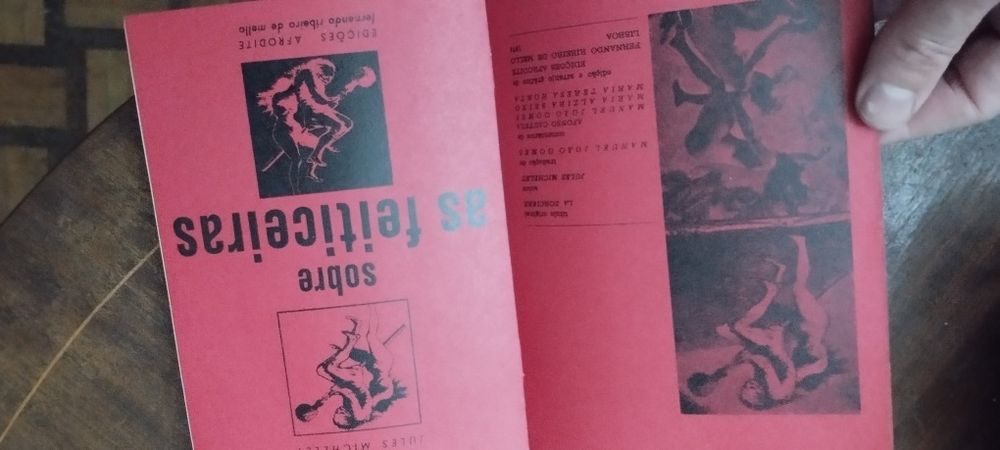 título original
LA SORCIÈRE
autor
JULES MICHELET
tradução de
MANUEL JOÃO GOMES
comentários de
AFONSO CAUTELA
MANUEL JOÃO GOMES
MARIA ALZIRA SEIXO
MARIA TERESA HORTA
edição e arranjo gráfico de
EDIÇÕES AFRODITE
FERNANDO RIBEIRO DE MELLO
LISBOA
JULES MICHELE
sobre
as feiticeiras
EDIÇÕES AFRODITE
fernando ribeiro de mello